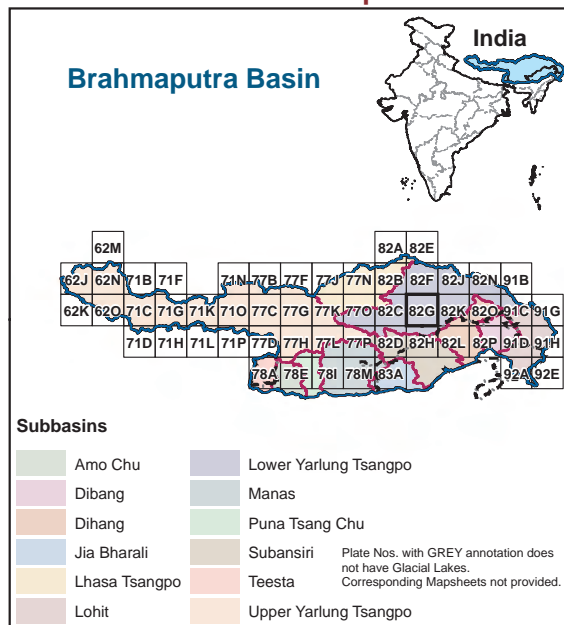 India
Brahmaputra Basin
82A 82E
62M
62J 62N 71B 71F 71N 77B 77F 77J 77N 82B 82F 82J 82N 91B
62K 62O 71C 71G 71K 71O 77C 77G 77K 77O 82C 82G 82K 82O 91C 91G
71D 71H 71L 71P 77D 77H 77L 77P 82D 82H 82L 82P 91D 91H
78A 78E 78I 78M 83A 92A 92E
Subbasins
Amo Chu
Dibang
Dihang
Jia Bharali
Lhasa Tsangpo
Lohit
Lower Yarlung Tsangpo
Manas
Puna Tsang Chu
Subansiri
Teesta
Upper Yarlung Tsangpo
Plate Nos. with GREY annotation does
not have Glacial Lakes.
Corresponding Mapsheets not provided.